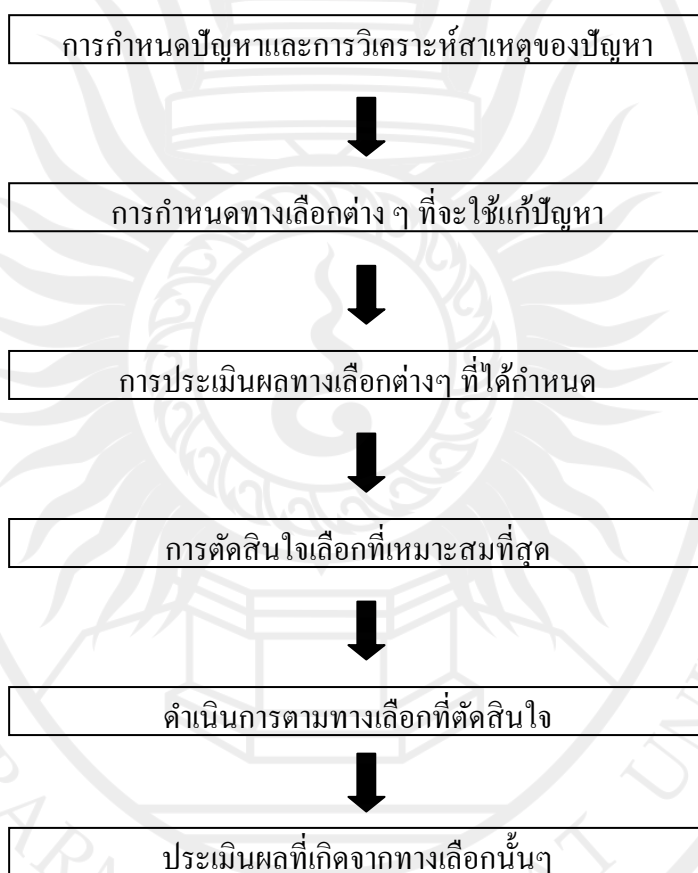 การกำหนดปัญหาและการวิเคราะห์สาเหตุของปัญหา
การกำหนดทางเลือกต่าง ๆ ที่จะใช้แก้ปัญหา
การประเมินผลทางเลือกต่างๆ ที่ได้กำหนด
การตัดสินใจเลือกที่เหมาะสมที่สุด
ดำเนินการตามทางเลือกที่ตัดสินใจ
ประเมินผลที่เกิดจากทางเลือกนั้นๆ